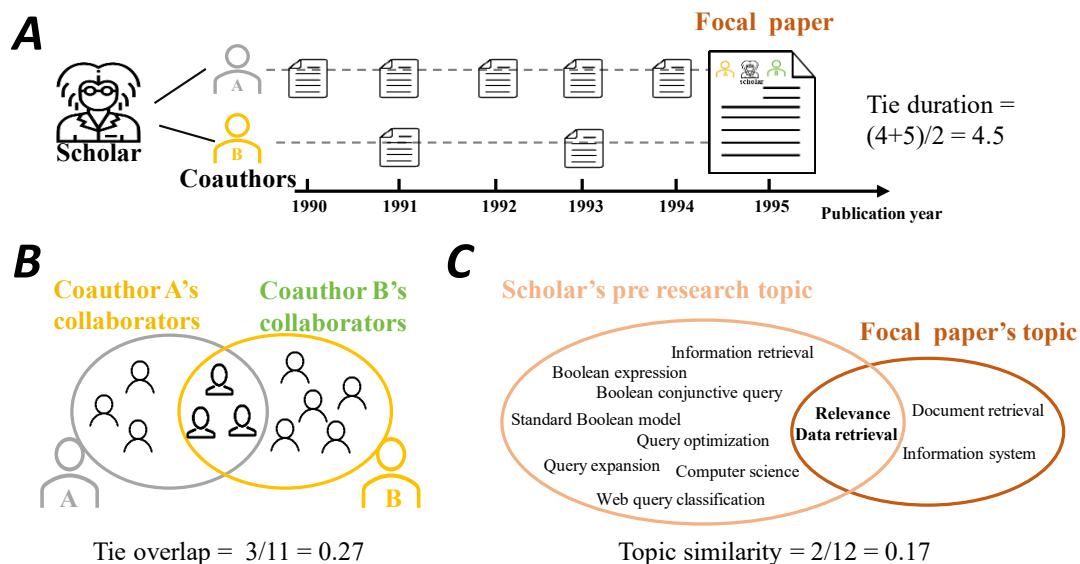 A
Focal paper
A
scholar
Scholar
B
Coauthors
Tie duration =
(4+5)/2 = 4.5
1990 1991 1992 1993 1994 1995
Publication year
B
Coauthor A's
collaborators
Coauthor B's
collaborators
A
B
Tie overlap = 3/11 = 0.27
C
Scholar's pre research topic
Focal paper's topic
Information retrieval
Boolean expression
Boolean conjunctive query
Standard Boolean model
Query optimization
Query expansion
Computer science
Web query classification
Relevance
Data retrieval
Document retrieval
Information system
Topic similarity = 2/12 = 0.17